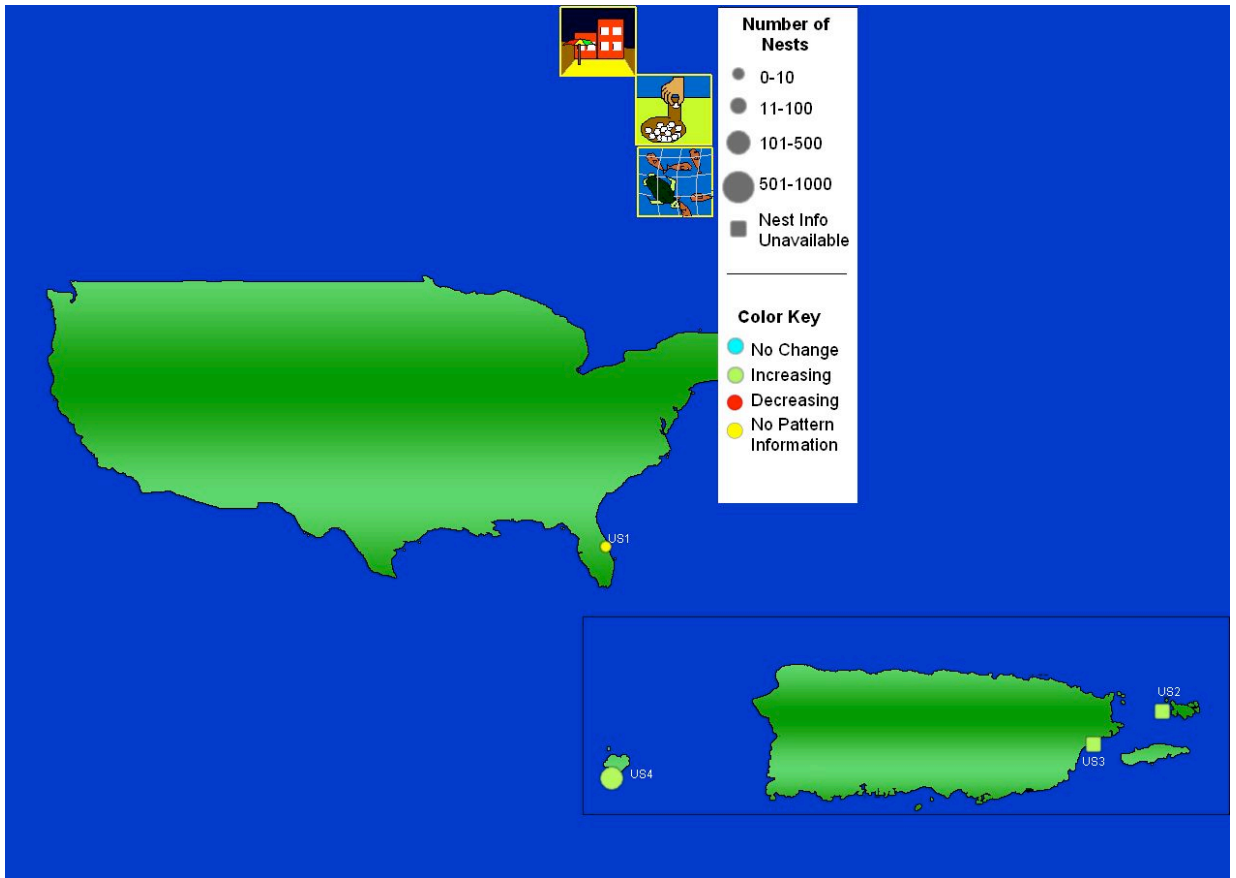 Number of
Nests
0-10
11-100
101-500
501-1000
Nest Info
Unavailable
Color Key
No Change
Increasing
Decreasing
No Pattern
Information
US1
US2
US3
US4